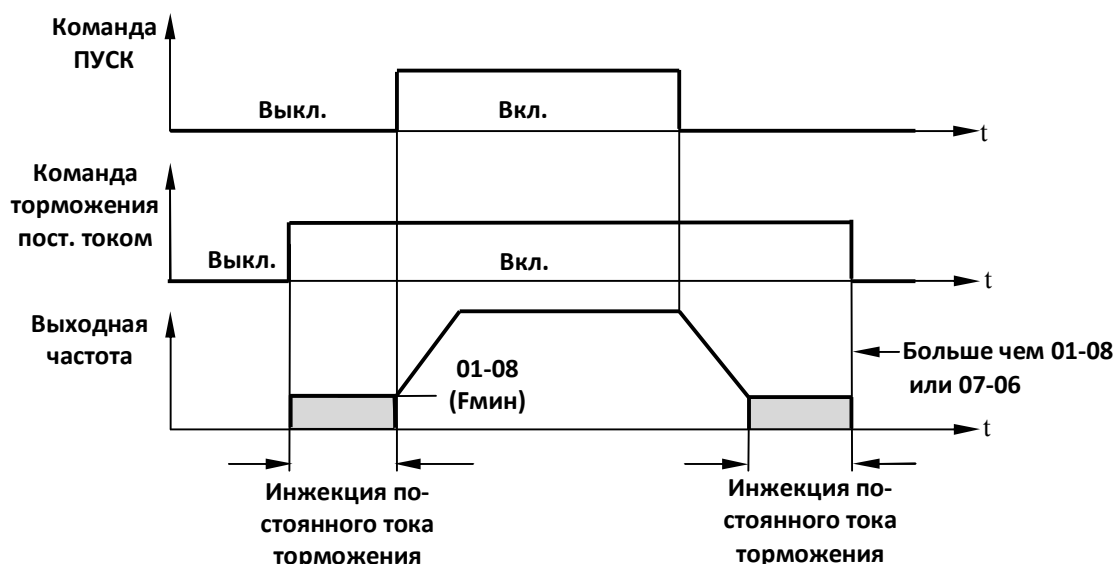 Команда
ПУСК
Выкл.
Вкл.
t
Команда
торможения
пост. током
Выкл.
Вкл.
t
Выходная
частота
01-08
(Fмин)
Больше чем 01-08
или 07-06
t
Инжекция по-
стоянного тока
торможения
Инжекция по-
стоянного тока
торможения